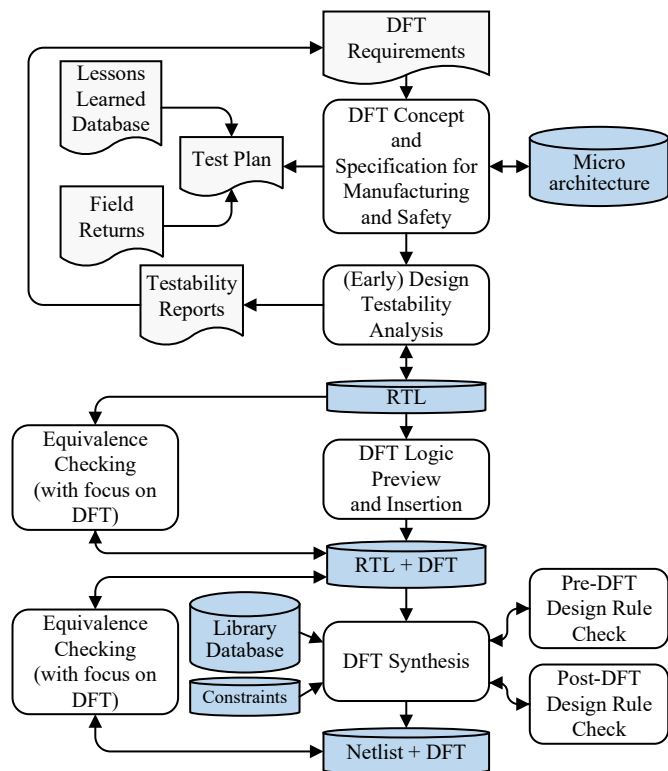 DFT
Requirements
Lessons
Learned
Database
DFT Concept
and
Specification for
Manufacturing
and Safety
Test Plan
Micro
architecture
Field
Returns
(Early) Design
Testability
Analysis
Testability
Reports
RTL
Equivalence
Checking
(with focus on
DFT)
DFT Logic
Preview
and Insertion
RTL + DFT
Pre-DFT
Design Rule
Check
Library
Database
Equivalence
Checking
(with focus on
DFT)
DFT Synthesis
Constraints
Post-DFT
Design Rule
Check
Netlist + DFT